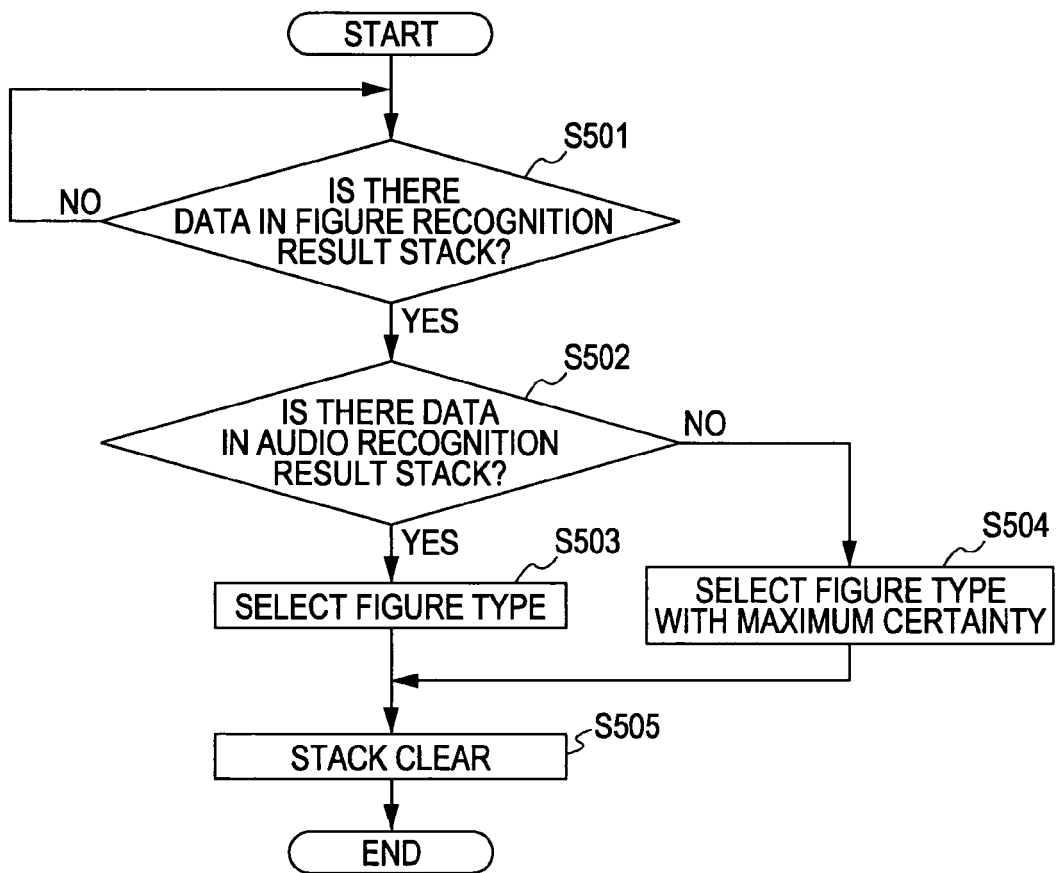 START
S501
IS THERE
DATA IN FIGURE RECOGNITION
RESULT STACK?
NO
YES
S502
IS THERE DATA
IN AUDIO RECOGNITION
RESULT STACK?
NO
YES
S503
SELECT FIGURE TYPE
S504
SELECT FIGURE TYPE
WITH MAXIMUM CERTAINTY
S505
STACK CLEAR
END